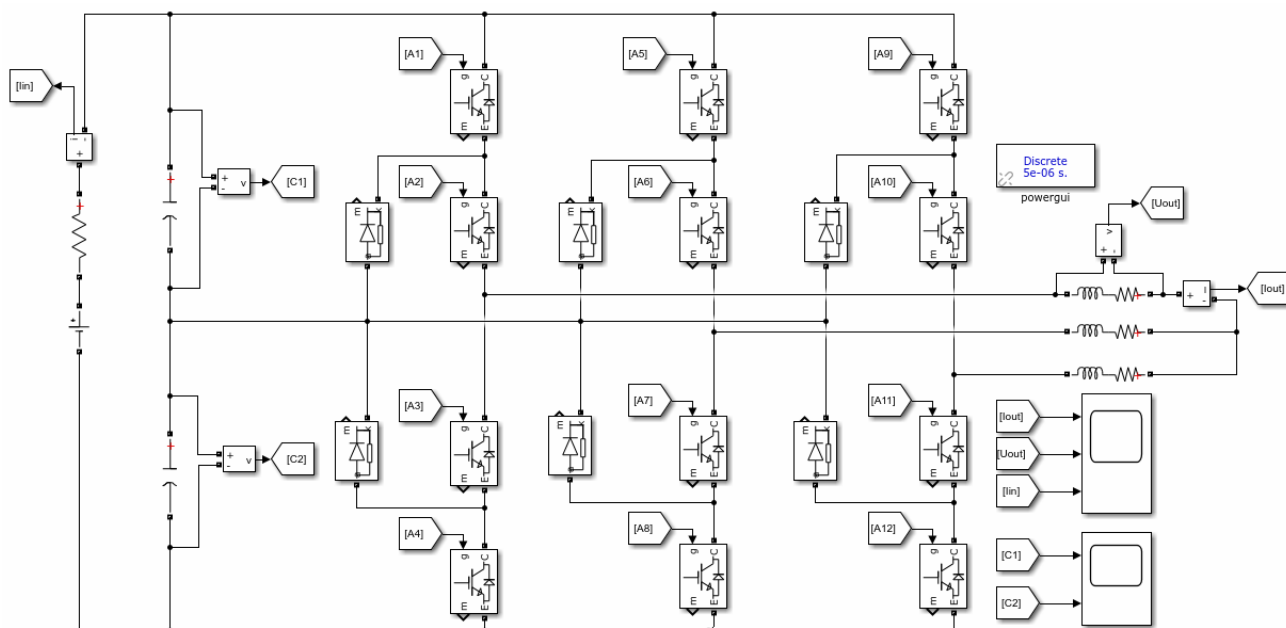 [A1]
[A5]
[A9]
[Iin]
g
C
m
E
g
C
m
E
g
C
m
E
Discrete
5e-06 s.
powergui
[A2]
[A6]
[A10]
[C1]
+
-
v
[Uout]
g
C
m
E
g
C
m
E
g
C
m
E
m
k
a
m
k
a
m
k
a
[Iout]
[A3]
[A7]
[A11]
g
C
m
E
g
C
m
E
g
C
m
E
m
k
a
m
k
a
m
k
a
[C2]
+
-
v
[Iout]
[Uout]
[Iin]
[A4]
[A8]
[A12]
g
C
m
E
g
C
m
E
g
C
m
E
[C1]
[C2]